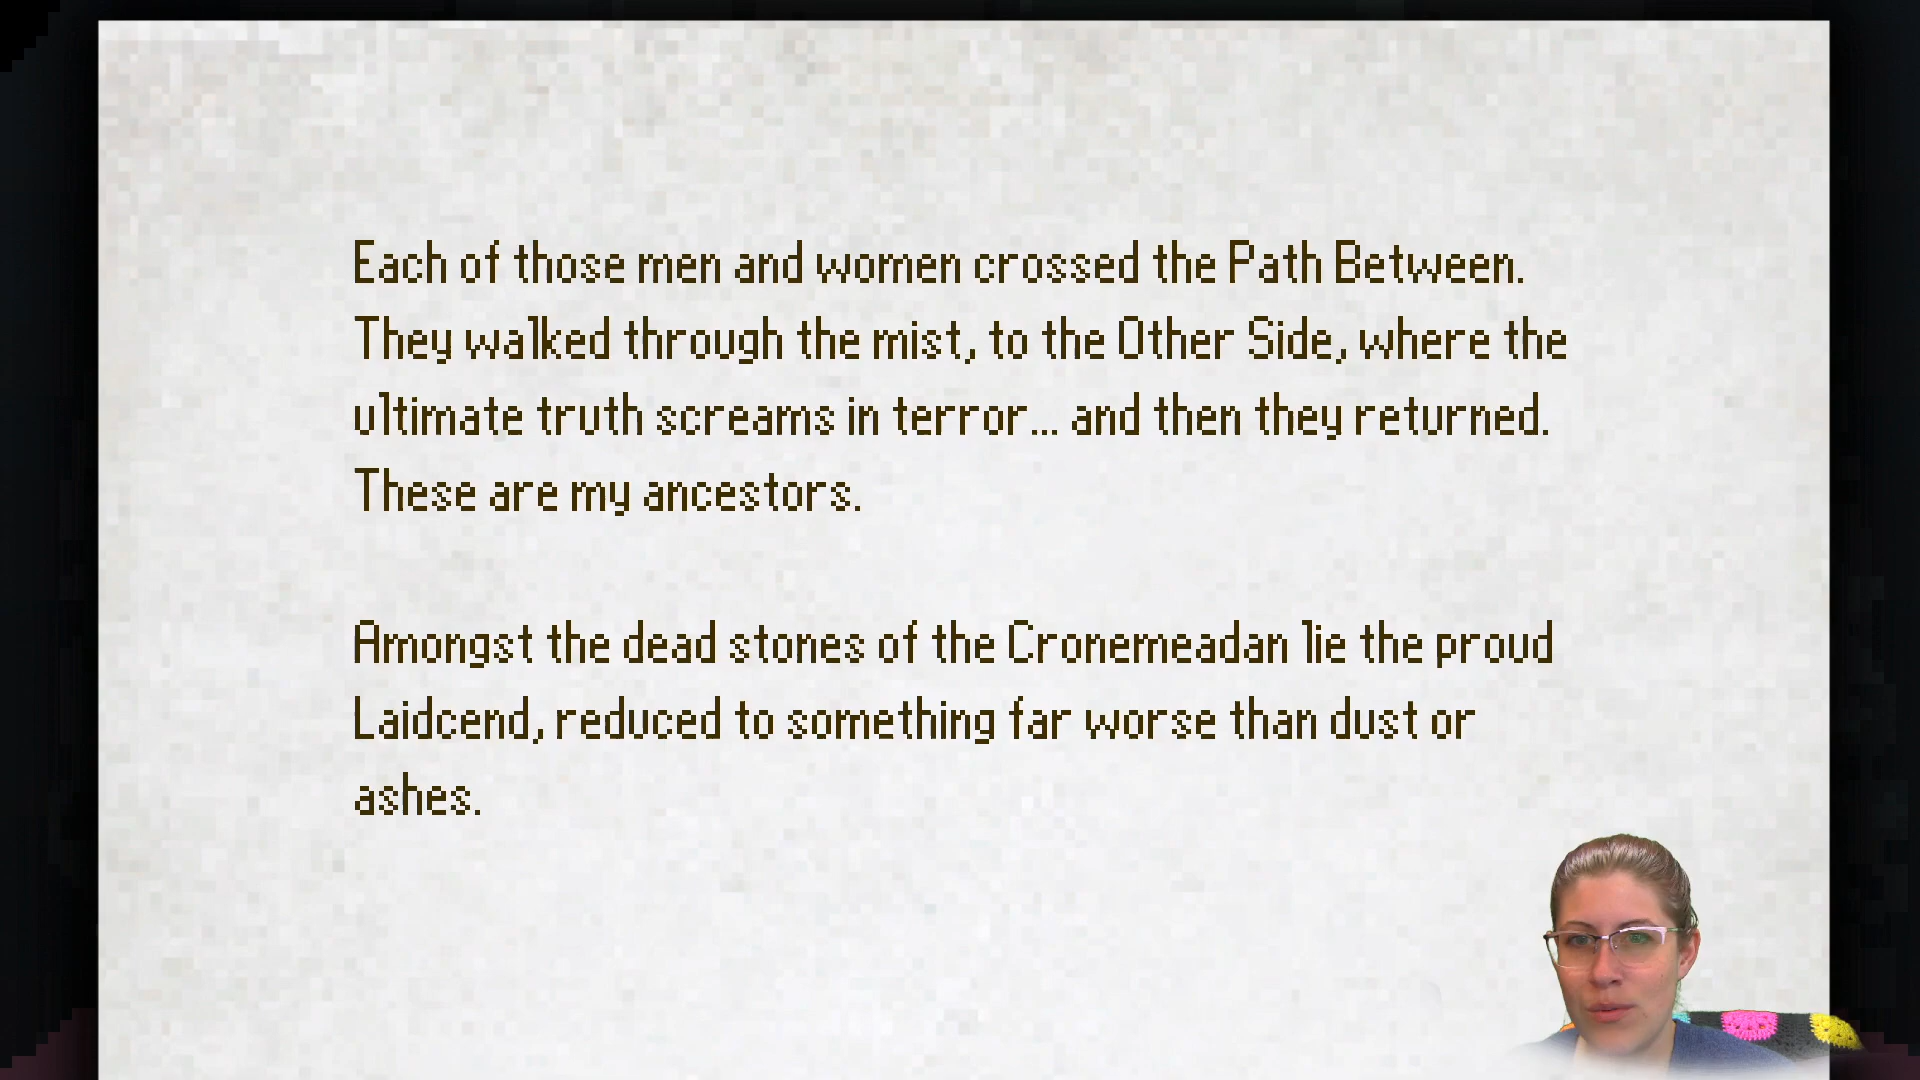 Each of those men and women crossed the Path Between.
They walked through the mist, to the Other Side, where the
ultimate truth screams in terror... and then they returned.
These are my ancestors.
Amongst the dead stones of the Cronemeadan lie the proud
Laidcend, reduced to something far worse than dust or
ashes.